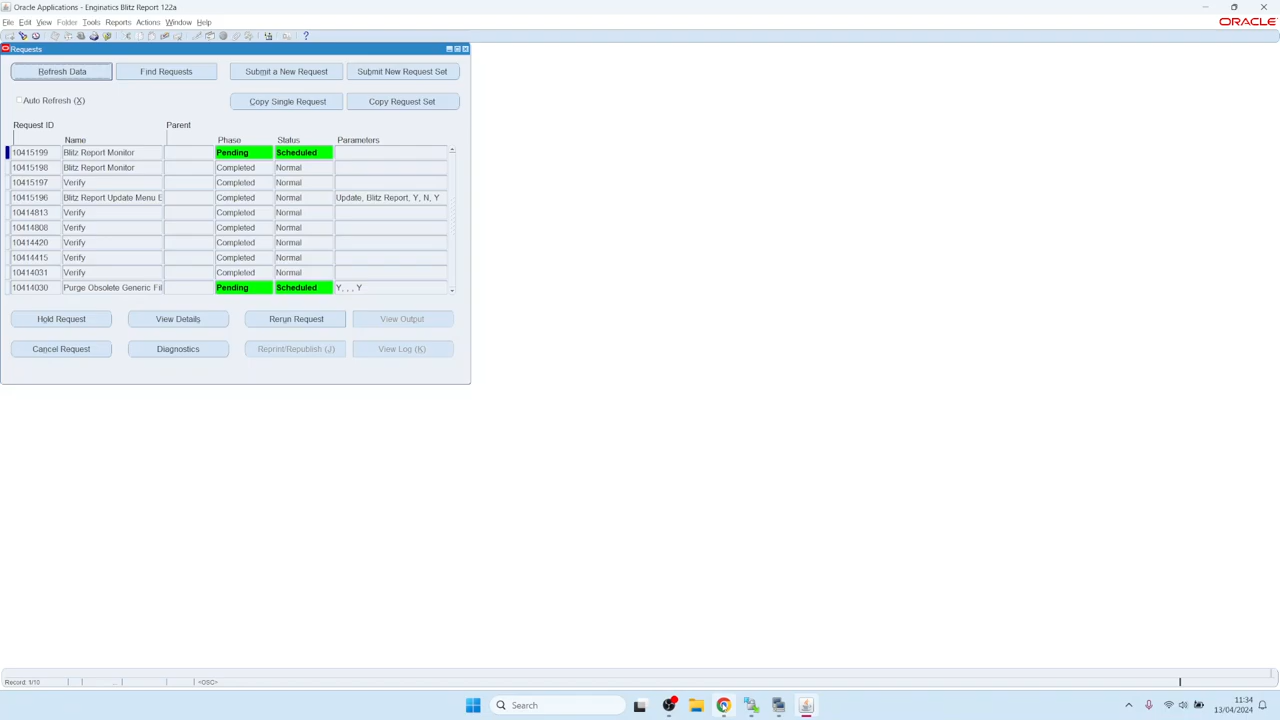 Oracle Applications - Enginatics Blitz Report 122a
File Edit View Folder Tools Reports Actions Window Help
ORACLE
Requests
Refresh Data Find Requests Submit a New Request Submit New Request Set
Auto Refresh (X) Copy Single Request Copy Request Set
Request ID Parent
Name Phase Status Parameters
10415199 Blitz Report Monitor Pending Scheduled
10415198 Blitz Report Monitor Completed Normal
10415197 Verify Completed Normal
10415196 Blitz Report Update Menu E Completed Normal Update, Blitz Report, Y, N, Y
10414813 Verify Completed Normal
10414808 Verify Completed Normal
10414420 Verify Completed Normal
10414415 Verify Completed Normal
10414031 Verify Completed Normal
10414030 Purge Obsolete Generic Fil Pending Scheduled Y, , , Y
Hold Request View Details Rerun Request View Output
Cancel Request Diagnostics Reprint/Republish (J) View Log (K)
Record: 1/10 ... <OSC>
Search
11:34
13/04/2024